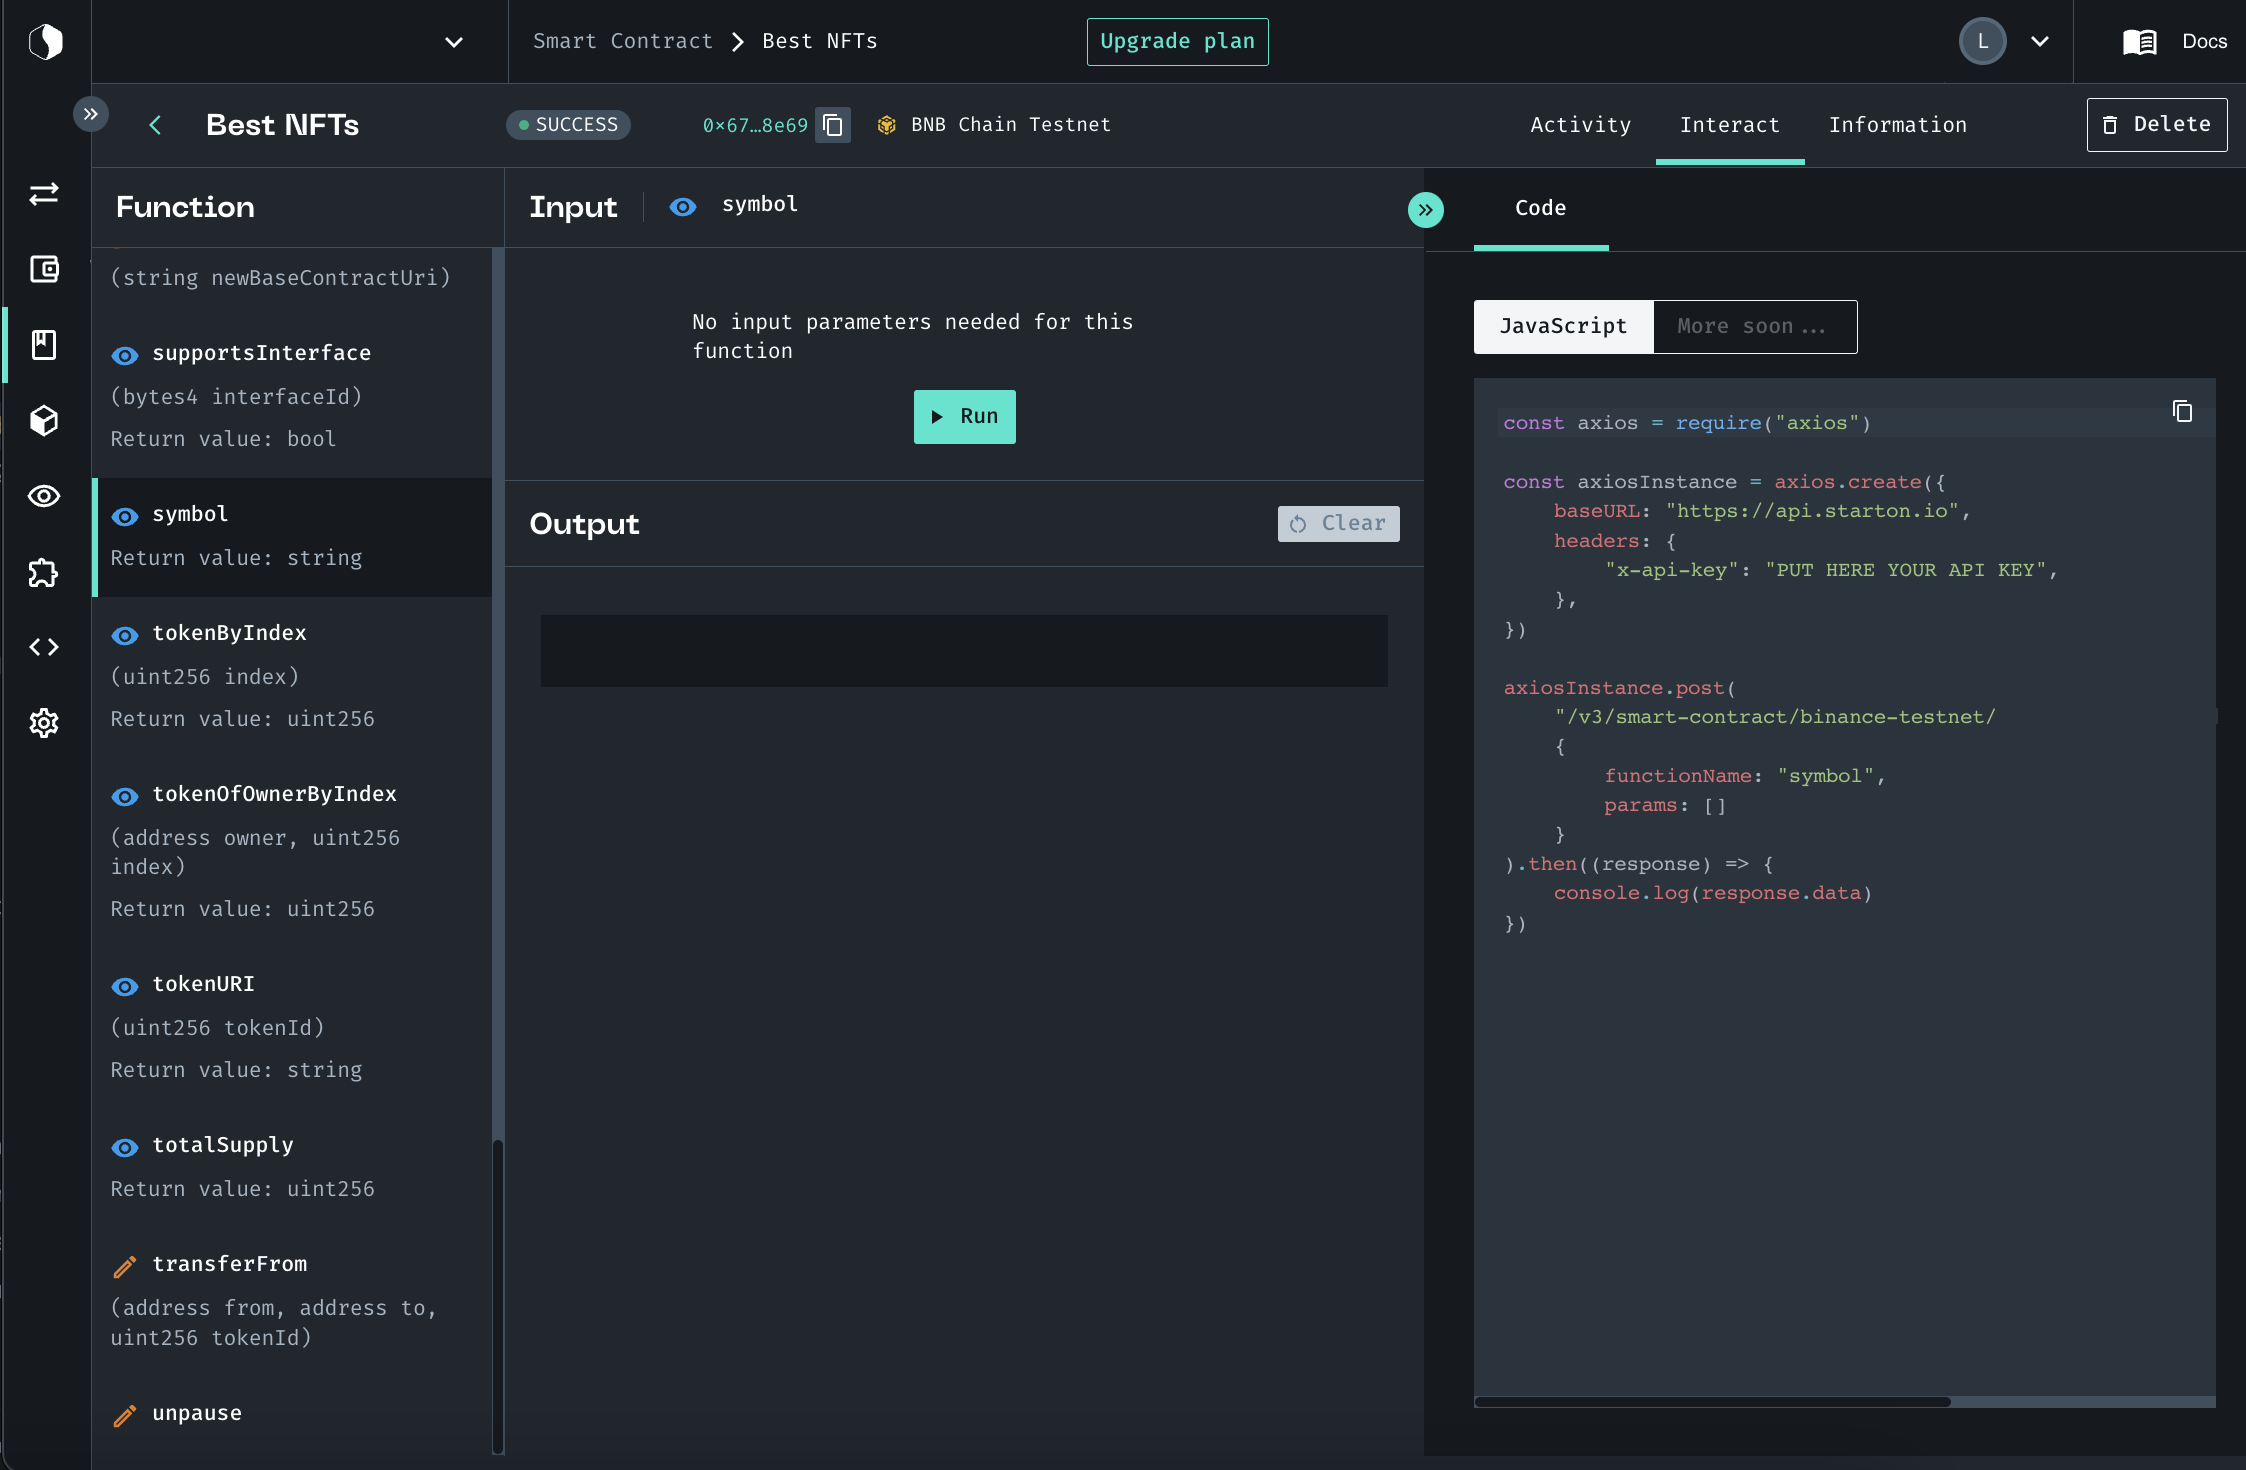 Smart Contract > Best NFTs
Upgrade plan
L
Docs
Best NFTs
SUCCESS
0×67…8e69
BNB Chain Testnet
Activity
Interact
Information
Delete
Function
(string newBaseContractUri)
supportsInterface
(bytes4 interfaceId)
Return value: bool
symbol
Return value: string
tokenByIndex
(uint256 index)
Return value: uint256
tokenOfOwnerByIndex
(address owner, uint256
index)
Return value: uint256
tokenURI
(uint256 tokenId)
Return value: string
totalSupply
Return value: uint256
transferFrom
(address from, address to,
uint256 tokenId)
unpause
Input
symbol
No input parameters needed for this
function
Run
Output
Clear
Code
JavaScript
More soon...
const axios = require("axios")
const axiosInstance = axios.create({
baseURL: "https://api.starton.io",
headers: {
"x-api-key": "PUT HERE YOUR API KEY",
},
})
axiosInstance.post(
"/v3/smart-contract/binance-testnet/
{
functionName: "symbol",
params: []
}
).then((response) => {
console.log(response.data)
})